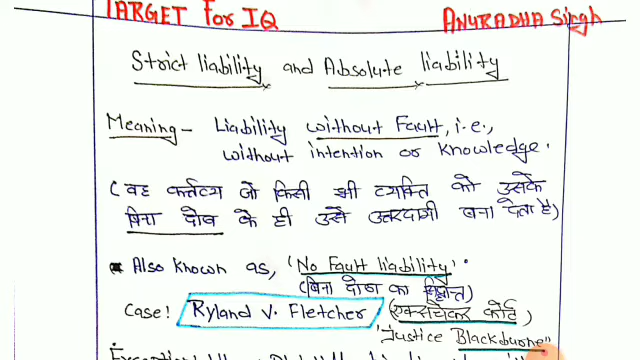 TARGET for IQ ANURADHA Singh
Strict liability and Absolute liability
Meaning - Liability without Fault, i.e.,
without intention or Knowledge.
(वह कर्त्तव्य जो किसी भी व्यक्ति को उसके
बिना दोष के ही उसे उत्तरदायी बना देता है)
* Also known as, 'No Fault liability'.
(बिना दोष का सिद्धान्त)
Case: Ryland v. Fletcher (एक्सचेकर कोर्ट)
"Justice Blackburne"